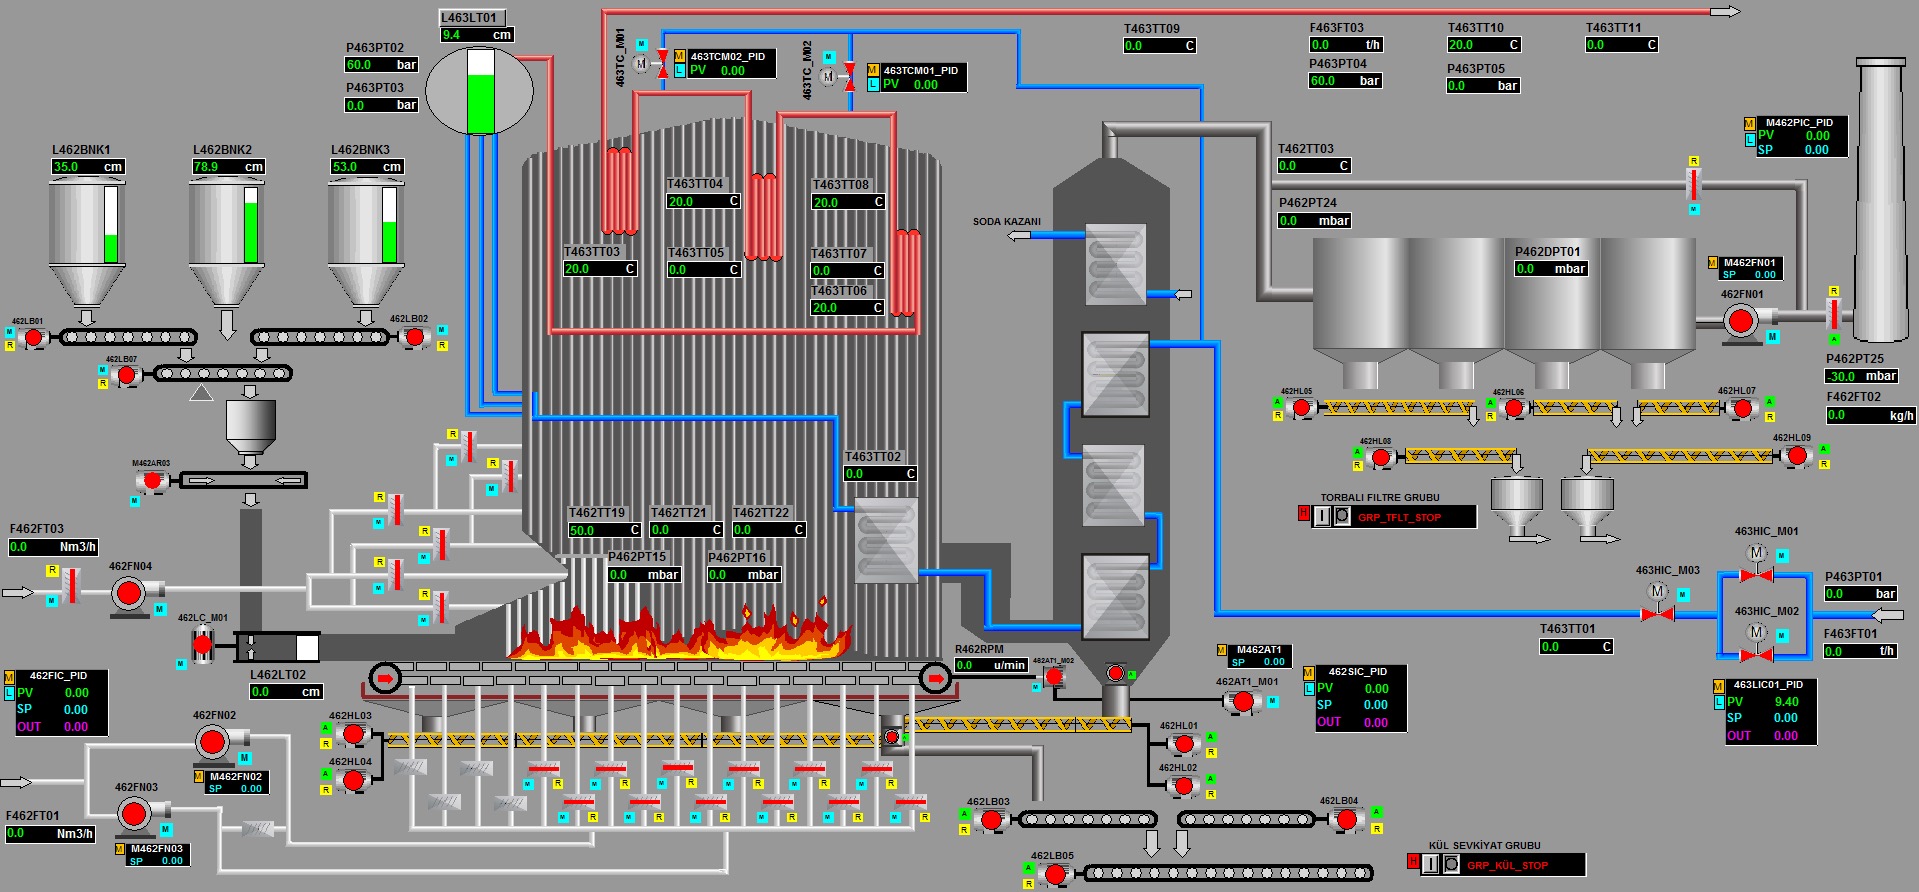 L463LT01
9.4 cm
P463PT02
60.0 bar
P463PT03
0.0 bar
463TC_M01
M
M
M
463TCM02_PID
L
PV 0.00
463TC_M02
M
M
M
463TCM01_PID
L
PV 0.00
T463TT09
0.0 C
F463FT03
0.0 t/h
P463PT04
60.0 bar
T463TT10
20.0 C
P463PT05
0.0 bar
T463TT11
0.0 C
M
M462PIC_PID
L
PV 0.00
SP 0.00
L462BNK1
35.0 cm
L462BNK2
78.9 cm
L462BNK3
53.0 cm
T463TT04
20.0 C
T463TT08
20.0 C
T463TT03
20.0 C
T463TT05
0.0 C
T463TT07
0.0 C
T463TT06
20.0 C
SODA KAZANI
T462TT03
0.0 C
P462PT24
0.0 mbar
R
M
P462DPT01
0.0 mbar
M
M462FN01
SP 0.00
462FN01
M
R
A
P462PT25
-30.0 mbar
F462FT02
0.0 kg/h
462LB01
M
R
462LB02
M
R
462LB07
M
R
M462AR03
M
462HL05
A
R
462HL06
A
R
462HL07
A
R
462HL08
A
R
462HL09
A
R
TORBALI FİLTRE GRUBU
H
GRP_TFLT_STOP
T463TT02
0.0 C
T462TT19
50.0 C
T462TT21
0.0 C
T462TT22
0.0 C
P462PT15
0.0 mbar
P462PT16
0.0 mbar
R
M
R
M
R
M
R
M
R
M
R
M
F462FT03
0.0 Nm3/h
R
M
462FN04
M
462LC_M01
M
L462LT02
0.0 cm
463HIC_M01
M
M
463HIC_M03
M
M
463HIC_M02
M
M
P463PT01
0.0 bar
F463FT01
0.0 t/h
T463TT01
0.0 C
M
463LIC01_PID
L
PV 9.40
SP 0.00
OUT 0.00
R462RPM
0.0 u/min
462AT1_M02
M
R
A
M
M462AT1
SP 0.00
462AT1_M01
M
M
462SIC_PID
L
PV 0.00
SP 0.00
OUT 0.00
M
462FIC_PID
L
PV 0.00
SP 0.00
OUT 0.00
462FN02
M
M
M462FN02
SP 0.00
462FN03
M
M
M462FN03
SP 0.00
F462FT01
0.0 Nm3/h
462HL03
A
R
462HL04
A
R
A
462HL01
A
R
462HL02
A
R
M R M R M R M R M R M R
M R M R M R M R M R M R
462LB03
A
R
462LB04
A
R
462LB05
A
R
KÜL SEVKİYAT GRUBU
H
GRP_KÜL_STOP